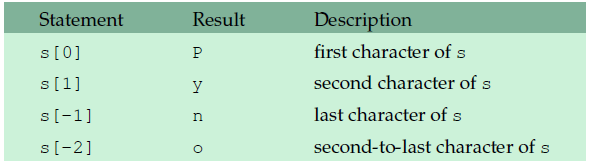 Statement Result Description
s[0] P first character of s
s[1] y second character of s
s[-1] n last character of s
s[-2] o second-to-last character of s